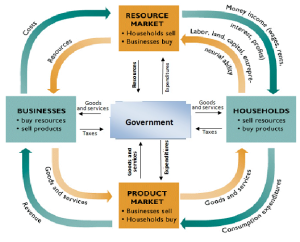 RESOURCE
MARKET
• Households sell
• Businesses buy
Costs
Resources
Money income (wages, rents,
interest, profits)
Labor, land, capital, entrepre-
neurial ability
Resources
Expenditures
BUSINESSES
• buy resources
• sell products
Goods
and services
Taxes
Government
Goods
and services
Taxes
HOUSEHOLDS
• sell resources
• buy products
Goods and
services
Expenditures
Goods and services
Revenue
PRODUCT
MARKET
• Businesses sell
• Households buy
Goods and services
Consumption expenditures